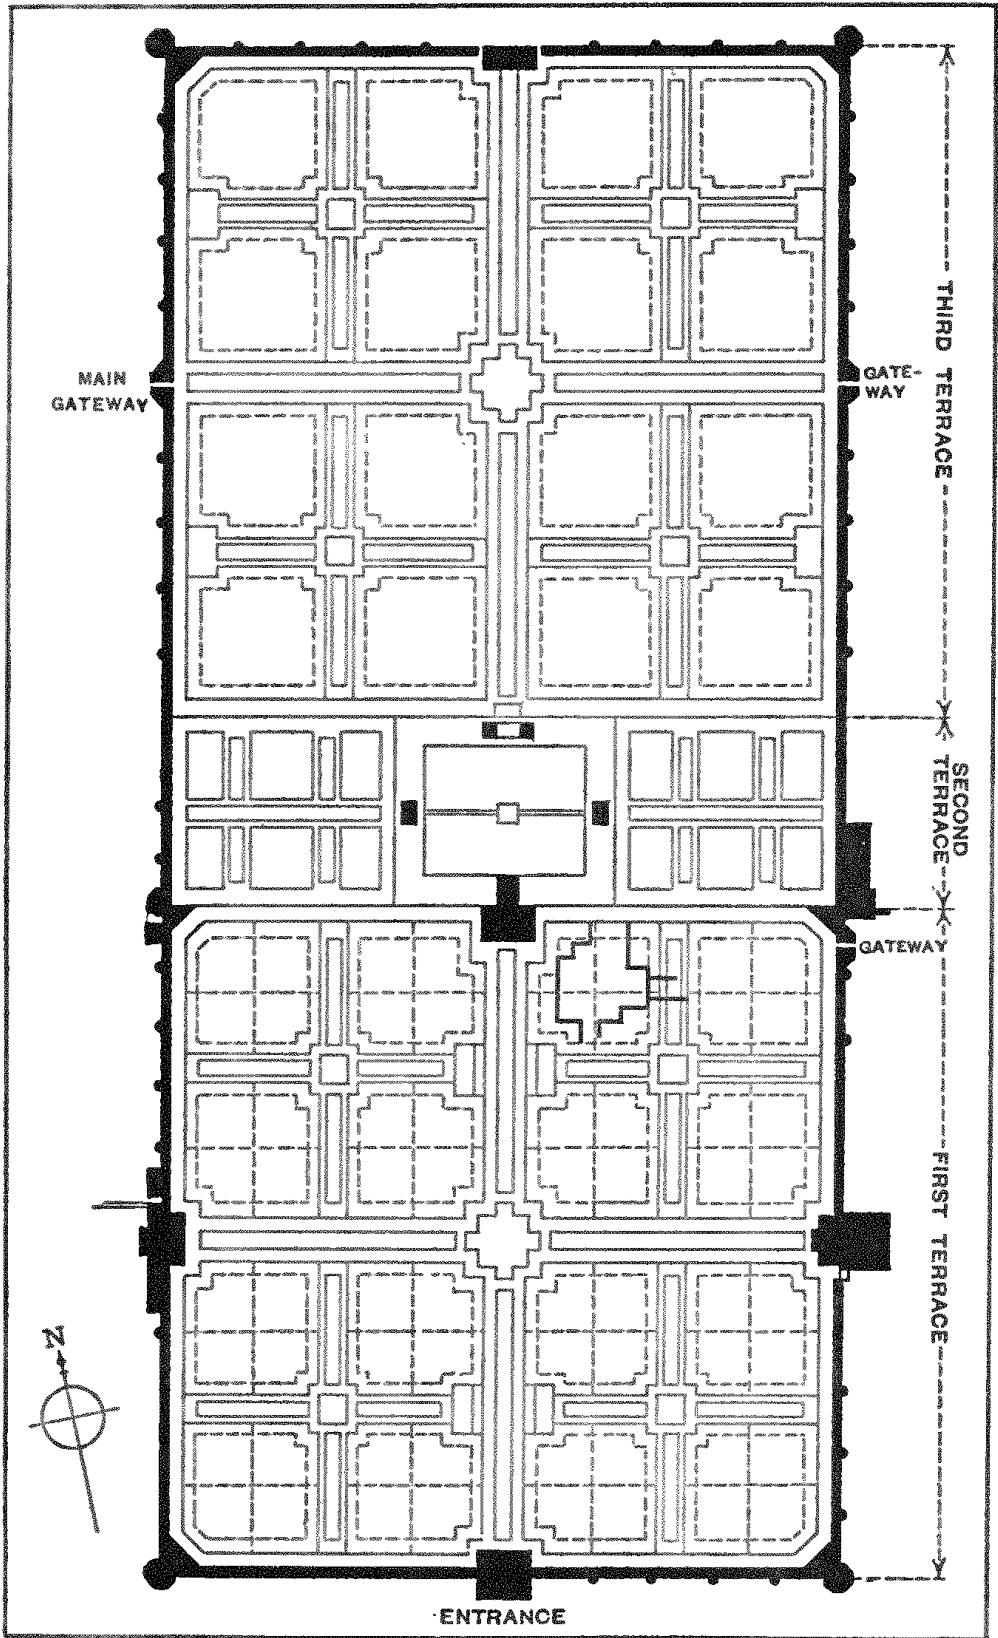 THIRD TERRACE
MAIN
GATEWAY
GATE-
WAY
SECOND
TERRACE
GATEWAY
FIRST TERRACE
N
ENTRANCE